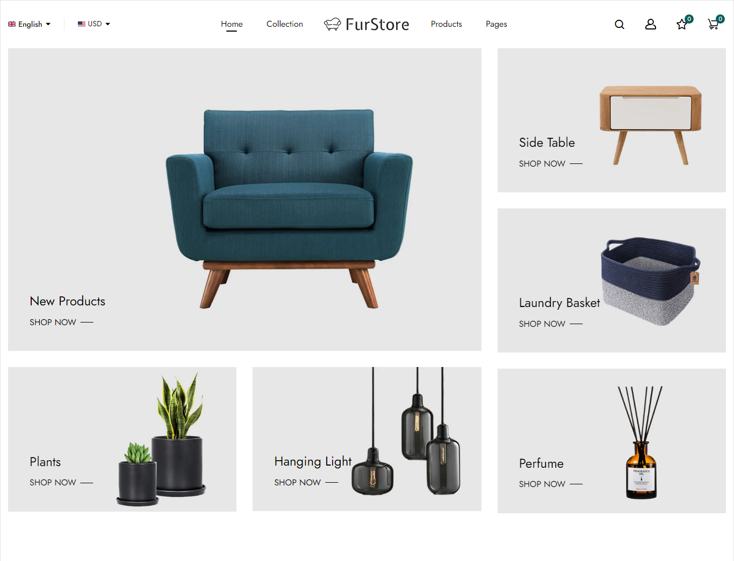 English
USD
Home
Collection
FurStore
Products
Pages
0
0
New Products
SHOP NOW
Side Table
SHOP NOW
Laundry Basket
SHOP NOW
Plants
SHOP NOW
Hanging Light
SHOP NOW
Perfume
SHOP NOW